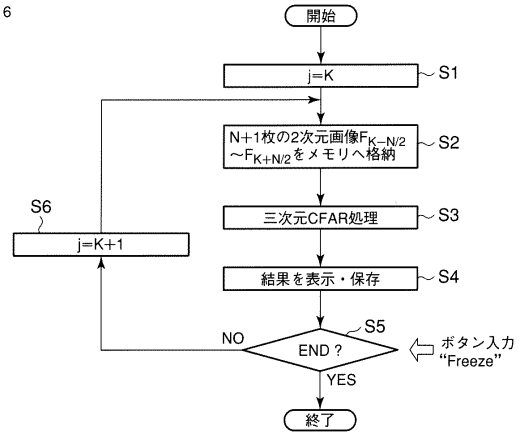 6
開始
j=K
S1
N+1枚の2次元画像F_{K−N/2}
～F_{K+N/2}をメモリへ格納
S2
S6
j=K+1
三次元CFAR処理
S3
結果を表示・保存
S4
S5
NO
END？
ボタン入力
“Freeze”
YES
終了